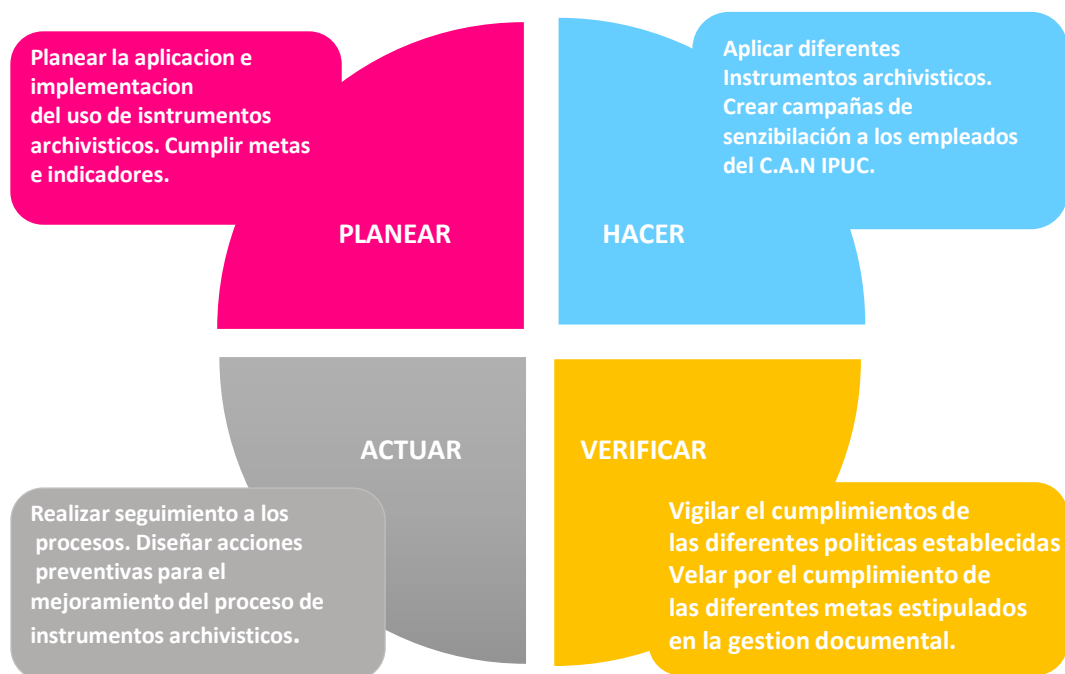 Planear la aplicacion e
implementacion
del uso de isntrumentos
archivisticos. Cumplir metas
e indicadores.
PLANEAR
Aplicar diferentes
Instrumentos archivisticos.
Crear campañas de
senzibilación a los empleados
del C.A.N IPUC.
HACER
ACTUAR
Realizar seguimiento a los
procesos. Diseñar acciones
preventivas para el
mejoramiento del proceso de
instrumentos archivisticos.
VERIFICAR
Vigilar el cumplimientos de
las diferentes politicas establecidas
Velar por el cumplimiento de
las diferentes metas estipulados
en la gestion documental.